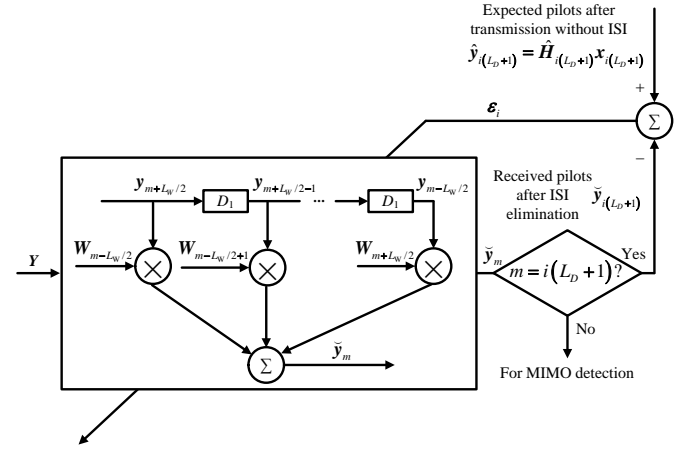 Expected pilots after
transmission without ISI
ŷ_{i(L_D+1)} = Ĥ_{i(L_D+1)} x_{i(L_D+1)}
+
ε_i
Σ
−
Received pilots
after ISI
elimination
y̆_{i(L_D+1)}
y_{m+L_W/2}
D_1
y_{m+L_W/2−1}
...
D_1
y_{m−L_W/2}
W_{m−L_W/2}
×
W_{m−L_W/2+1}
×
W_{m+L_W/2}
×
Y
y̆_m
m = i(L_D+1)?
Yes
No
Σ
y̆_m
For MIMO detection